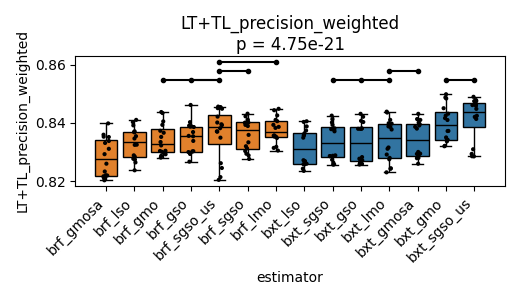 LT+TL_precision_weighted
p = 4.75e-21
LT+TL_precision_weighted
0.86
0.84
0.82
brf_gmosa
brf_lso
brf_gmo
brf_gso
brf_sgso_us
brf_sgso
brf_lmo
bxt_lso
bxt_sgso
bxt_gso
bxt_lmo
bxt_gmosa
bxt_gmo
bxt_sgso_us
estimator